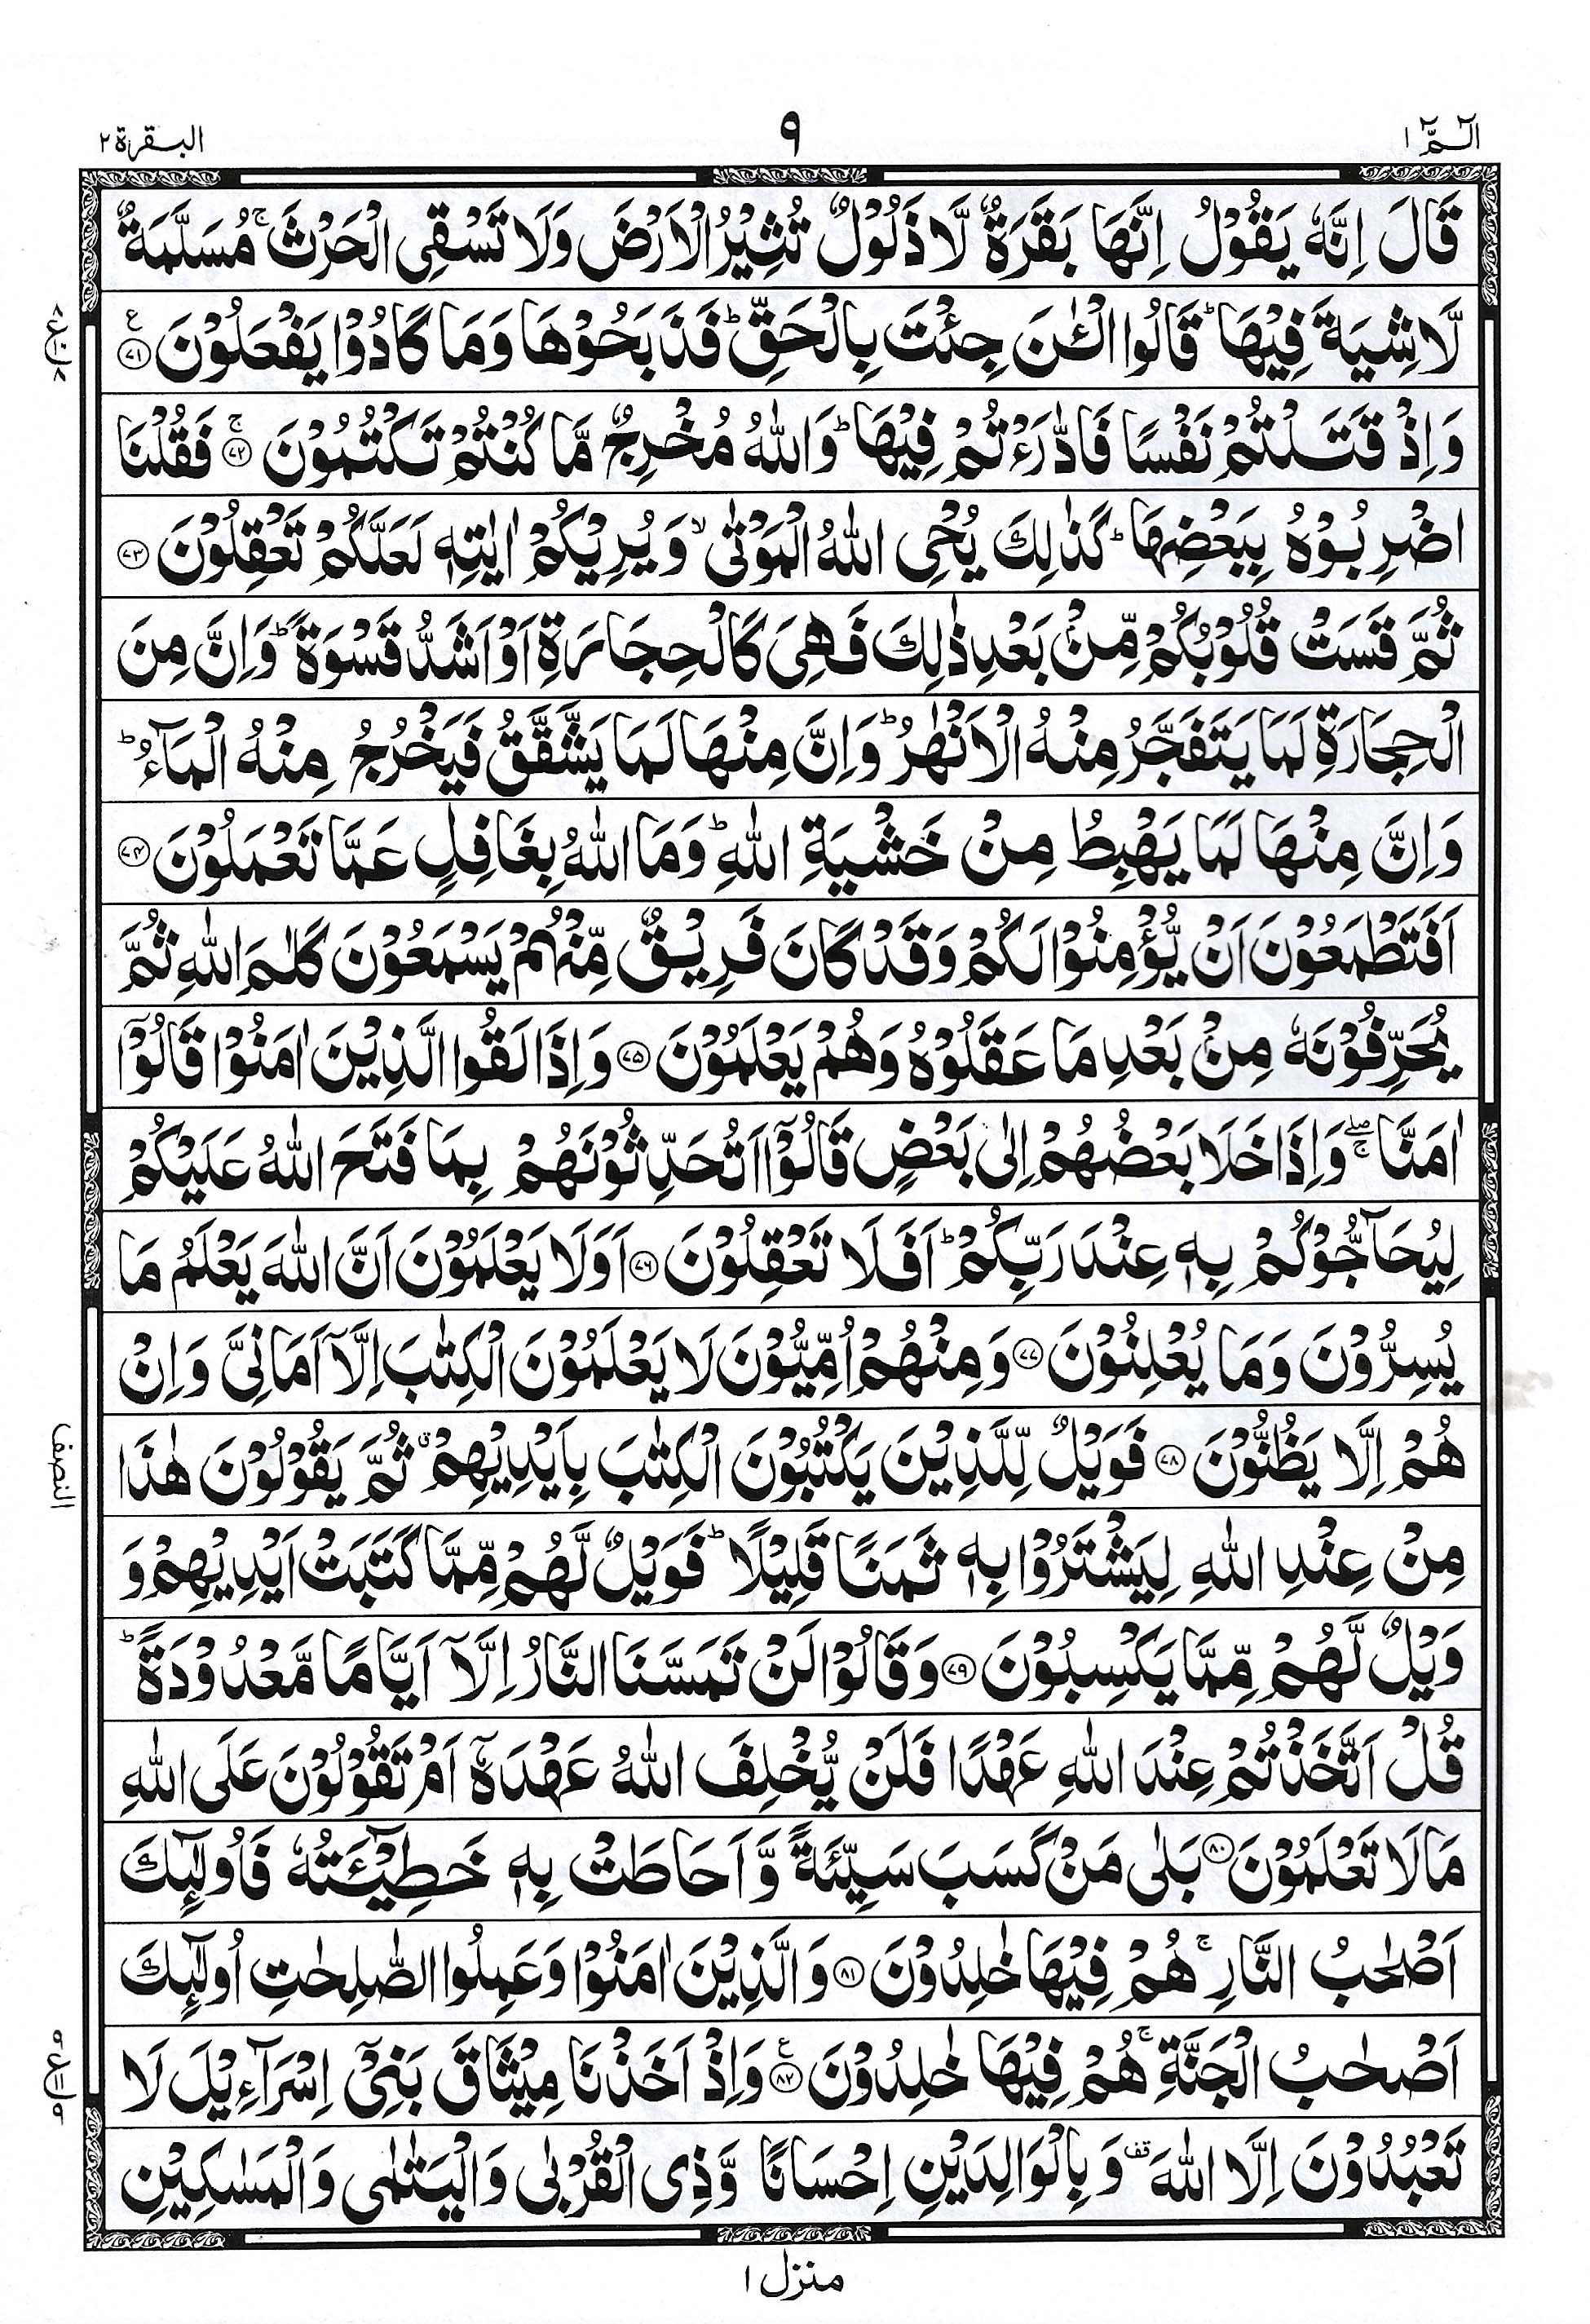 الٓـمّٓ ١
٩
البقرة ٢
قَالَ اِنَّهٗ يَقُوْلُ اِنَّهَا بَقَرَةٌ لَّا ذَلُوْلٌ تُثِيْرُ الْاَرْضَ وَلَا تَسْقِى الْحَرْثَ ۚ مُسَلَّمَةٌ
لَّا شِيَةَ فِيْهَا ؕ قَالُوا الْـٰٔنَ جِئْتَ بِالْحَقِّ ؕ فَذَبَحُوْهَا وَمَا كَادُوْا يَفْعَلُوْنَ ۧ ٧١
وَاِذْ قَتَلْتُمْ نَفْسًا فَادّٰرَءْتُمْ فِيْهَا ؕ وَاللّٰهُ مُخْرِجٌ مَّا كُنْتُمْ تَكْتُمُوْنَ ۚ ٧٢ فَقُلْنَا
اضْرِبُوْهُ بِبَعْضِهَا ؕ كَذٰلِكَ يُحْىِ اللّٰهُ الْمَوْتٰى ۙ وَيُرِيْكُمْ اٰيٰتِهٖ لَعَلَّكُمْ تَعْقِلُوْنَ ٧٣
ثُمَّ قَسَتْ قُلُوْبُكُمْ مِّنْۢ بَعْدِ ذٰلِكَ فَهِىَ كَالْحِجَارَةِ اَوْ اَشَدُّ قَسْوَةً ؕ وَاِنَّ مِنَ
الْحِجَارَةِ لَمَا يَتَفَجَّرُ مِنْهُ الْاَنْهٰرُ ؕ وَاِنَّ مِنْهَا لَمَا يَشَّقَّقُ فَيَخْرُجُ مِنْهُ الْمَآءُ ؕ
وَاِنَّ مِنْهَا لَمَا يَهْبِطُ مِنْ خَشْيَةِ اللّٰهِ ؕ وَمَا اللّٰهُ بِغَافِلٍ عَمَّا تَعْمَلُوْنَ ٧٤
اَفَتَطْمَعُوْنَ اَنْ يُّؤْمِنُوْا لَكُمْ وَقَدْ كَانَ فَرِيْقٌ مِّنْهُمْ يَسْمَعُوْنَ كَلٰمَ اللّٰهِ ثُمَّ
يُحَرِّفُوْنَهٗ مِنْۢ بَعْدِ مَا عَقَلُوْهُ وَهُمْ يَعْلَمُوْنَ ٧٥ وَاِذَا لَقُوا الَّذِيْنَ اٰمَنُوْا قَالُوْٓا
اٰمَنَّا ۖۚ وَاِذَا خَلَا بَعْضُهُمْ اِلٰى بَعْضٍ قَالُوْٓا اَتُحَدِّثُوْنَهُمْ بِمَا فَتَحَ اللّٰهُ عَلَيْكُمْ
لِيُحَآجُّوْكُمْ بِهٖ عِنْدَ رَبِّكُمْ ؕ اَفَلَا تَعْقِلُوْنَ ٧٦ اَوَلَا يَعْلَمُوْنَ اَنَّ اللّٰهَ يَعْلَمُ مَا
يُسِرُّوْنَ وَمَا يُعْلِنُوْنَ ٧٧ وَمِنْهُمْ اُمِّيُّوْنَ لَا يَعْلَمُوْنَ الْكِتٰبَ اِلَّآ اَمَانِىَّ وَاِنْ
هُمْ اِلَّا يَظُنُّوْنَ ٧٨ فَوَيْلٌ لِّلَّذِيْنَ يَكْتُبُوْنَ الْكِتٰبَ بِاَيْدِيْهِمْ ۗ ثُمَّ يَقُوْلُوْنَ هٰذَا
مِنْ عِنْدِ اللّٰهِ لِيَشْتَرُوْا بِهٖ ثَمَنًا قَلِيْلًا ؕ فَوَيْلٌ لَّهُمْ مِّمَّا كَتَبَتْ اَيْدِيْهِمْ وَ
وَيْلٌ لَّهُمْ مِّمَّا يَكْسِبُوْنَ ٧٩ وَقَالُوْا لَنْ تَمَسَّنَا النَّارُ اِلَّآ اَيَّامًا مَّعْدُوْدَةً ؕ
قُلْ اَتَّخَذْتُمْ عِنْدَ اللّٰهِ عَهْدًا فَلَنْ يُّخْلِفَ اللّٰهُ عَهْدَهٗٓ اَمْ تَقُوْلُوْنَ عَلَى اللّٰهِ
مَا لَا تَعْلَمُوْنَ ٨٠ بَلٰى مَنْ كَسَبَ سَيِّئَةً وَّاَحَاطَتْ بِهٖ خَطِيْٓـَٔتُهٗ فَاُولٰٓئِكَ
اَصْحٰبُ النَّارِ ۚ هُمْ فِيْهَا خٰلِدُوْنَ ٨١ وَالَّذِيْنَ اٰمَنُوْا وَعَمِلُوا الصّٰلِحٰتِ اُولٰٓئِكَ
اَصْحٰبُ الْجَنَّةِ ۚ هُمْ فِيْهَا خٰلِدُوْنَ ۧ ٨٢ وَاِذْ اَخَذْنَا مِيْثَاقَ بَنِىْٓ اِسْرَآءِيْلَ لَا
تَعْبُدُوْنَ اِلَّا اللّٰهَ قف وَبِالْوَالِدَيْنِ اِحْسَانًا وَّذِى الْقُرْبٰى وَالْيَتٰمٰى وَالْمَسٰكِيْنِ
النصف
منزل ١